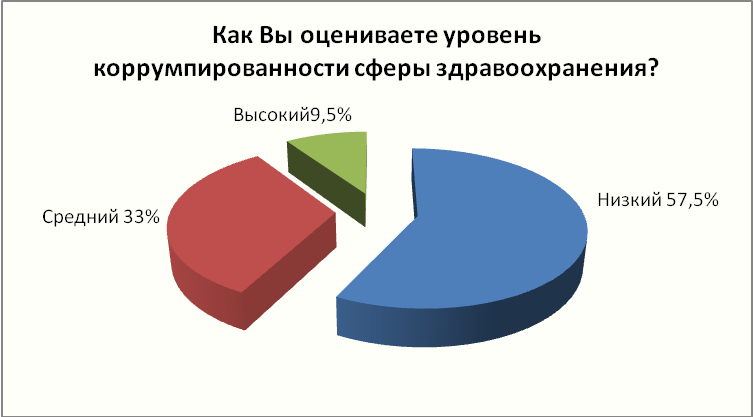 Как Вы оцениваете уровень
коррумпированности сферы здравоохранения?
Высокий9,5%
Низкий 57,5%
Средний 33%